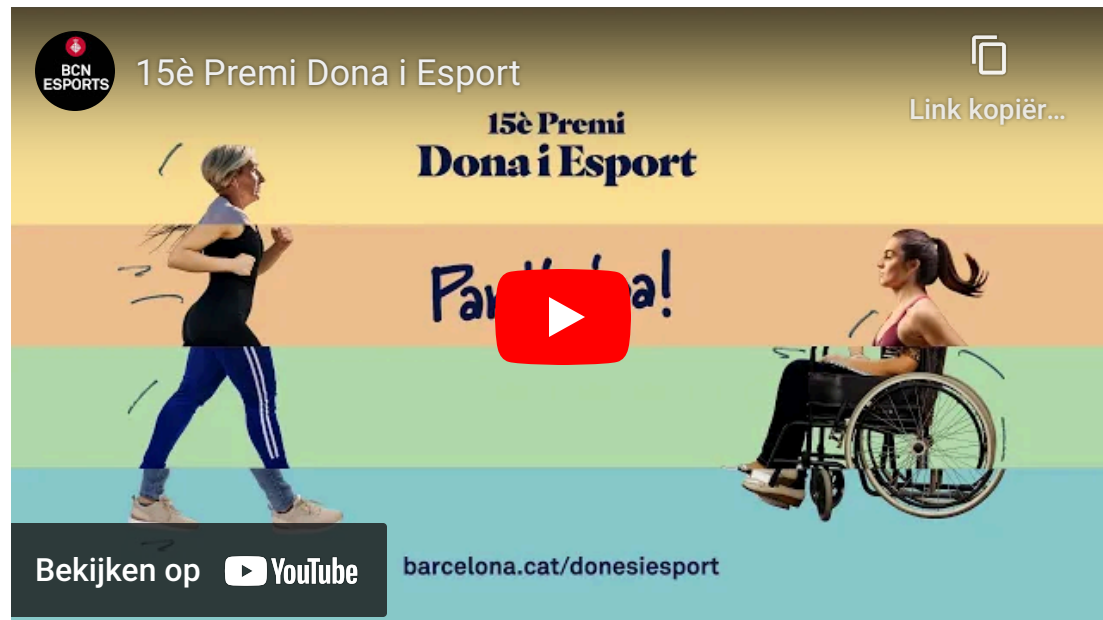 BCN
ESPORTS
15è Premi Dona i Esport
Link kopiër...
15è Premi
Dona i Esport
barcelona.cat/donesiesport
Bekijken op YouTube